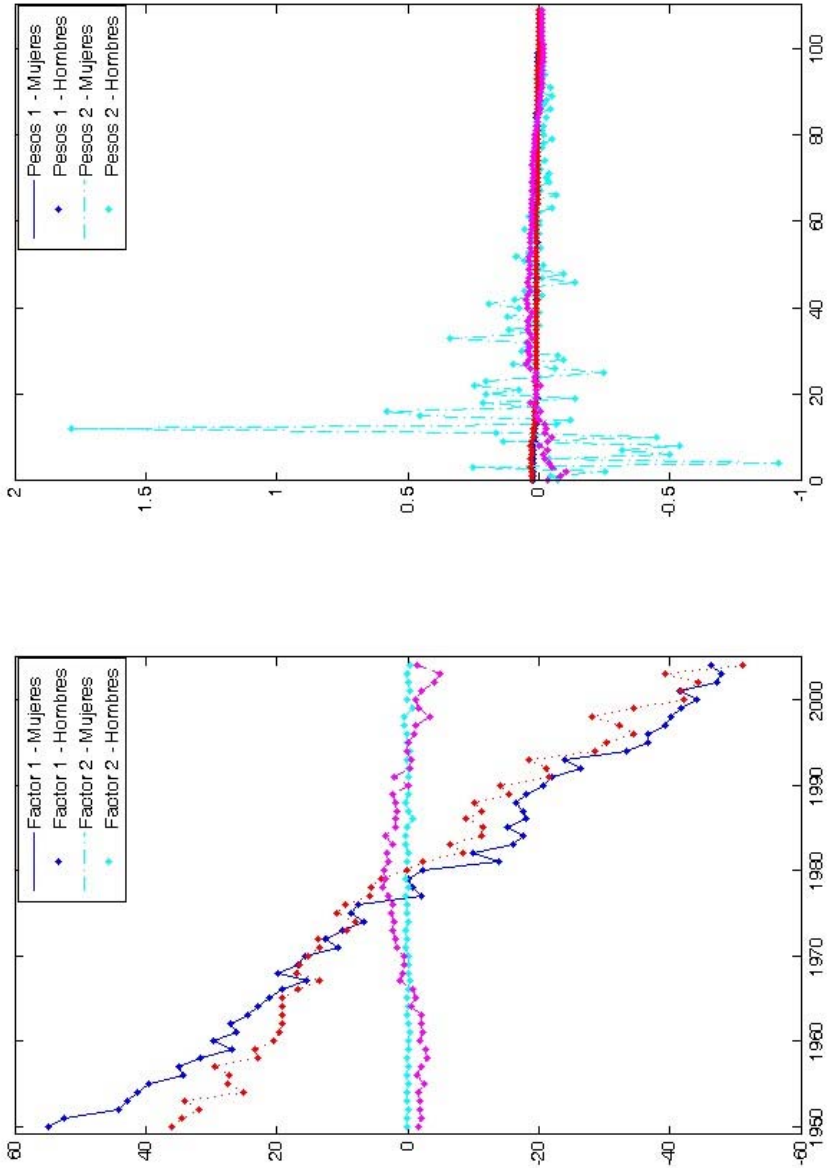 Factor 1 - Mujeres
Factor 1 - Hombres
Factor 2 - Mujeres
Factor 2 - Hombres
60
40
20
0
-20
-40
-60
1950 1960 1970 1980 1990 2000
Pesos 1 - Mujeres
Pesos 1 - Hombres
Pesos 2 - Mujeres
Pesos 2 - Hombres
2
1.5
1
0.5
0
-0.5
-1
0 20 40 60 80 100